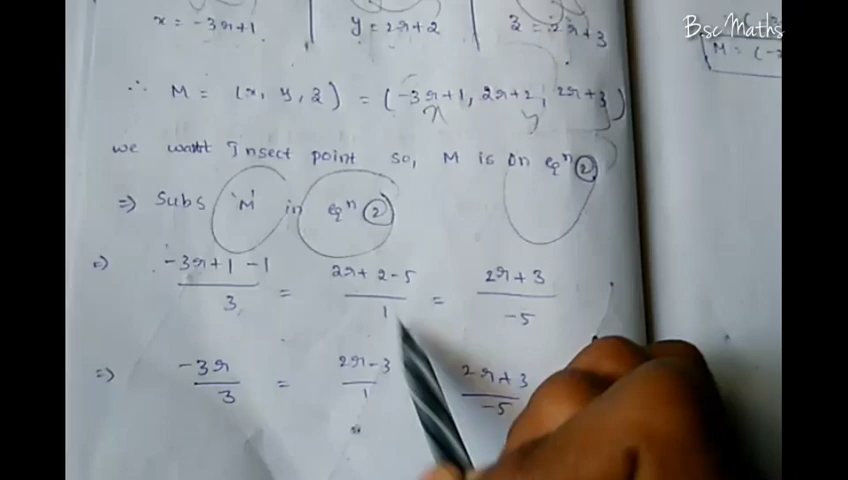 x = -3r+1 | y = 2r+2 | z = 2r+3
∴ M = (x, y, z) = (-3r+1, 2r+2, 2r+3)
x y
we want Insect point so, M is on eqⁿ ②
⇒ Subs 'M' in eqⁿ ②
⇒ -3r+1-1/3 = 2r+2-5/1 = 2r+3/-5
⇒ -3r/3 = 2r-3/1 2r+3/-5
Bsc Maths
M = (-